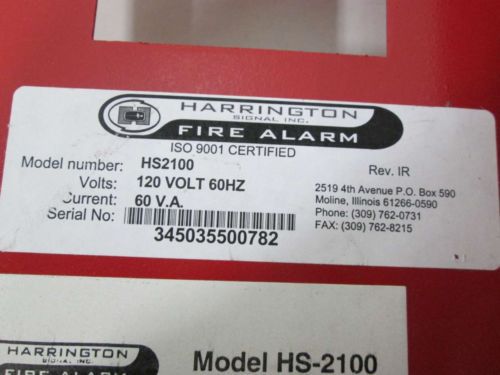 HARRINGTON
SIGNAL INC.
FIRE ALARM
ISO 9001 CERTIFIED
Model number: HS2100
Rev. IR
Volts: 120 VOLT 60HZ
Current: 60 V.A.
Serial No:
345035500782
2519 4th Avenue P.O. Box 590
Moline, Illinois 61266-0590
Phone: (309) 762-0731
FAX: (309) 762-8215
HARRINGTON
SIGNAL INC.
FIRE ALARM
Model HS-2100